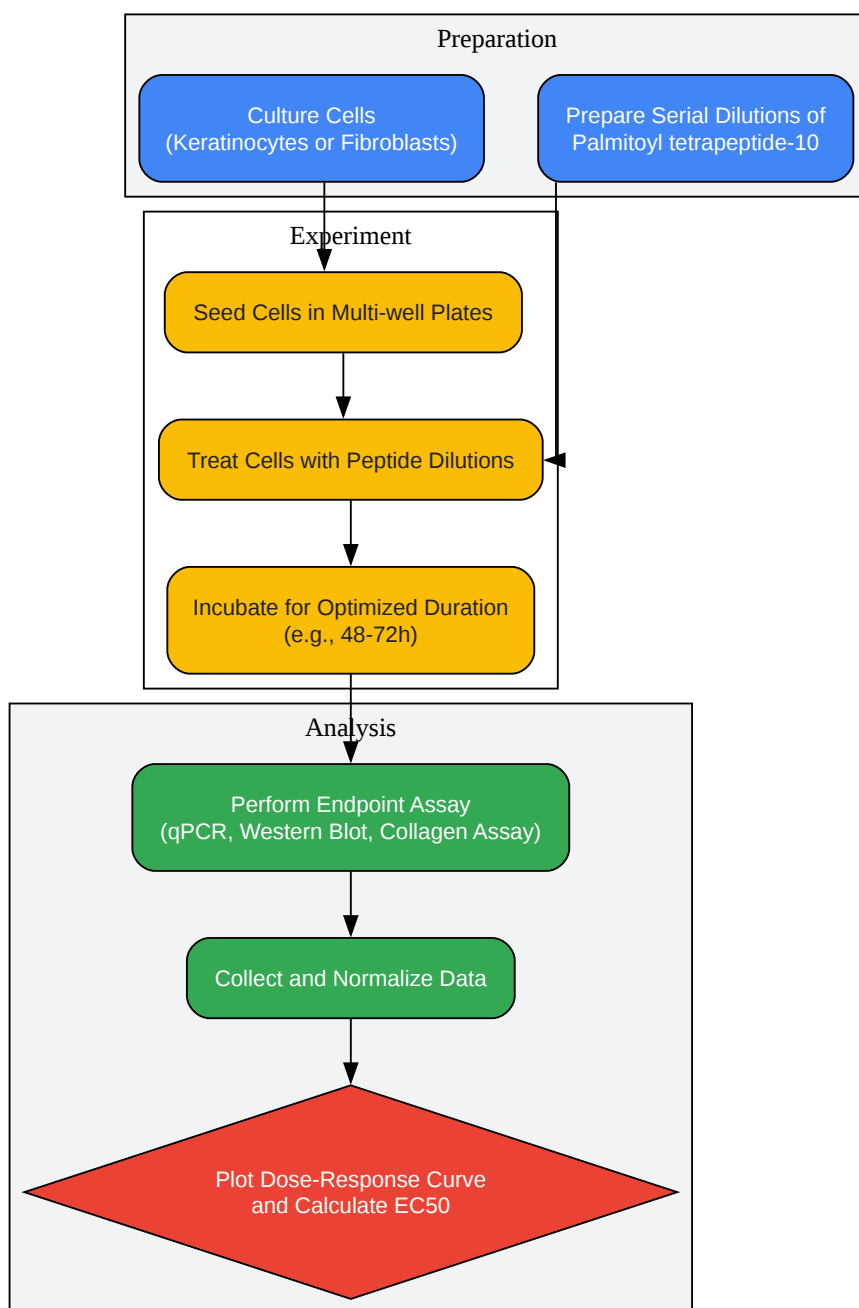 Preparation
Culture Cells
(Keratinocytes or Fibroblasts)
Prepare Serial Dilutions of
Palmitoyl tetrapeptide-10
Experiment
Seed Cells in Multi-well Plates
Treat Cells with Peptide Dilutions
Incubate for Optimized Duration
(e.g., 48-72h)
Analysis
Perform Endpoint Assay
(qPCR, Western Blot, Collagen Assay)
Collect and Normalize Data
Plot Dose-Response Curve
and Calculate EC50